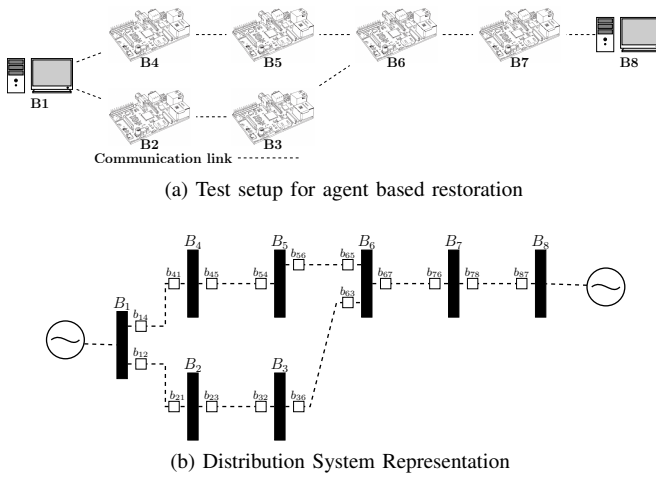 B4 B5 B6 B7 B8
B1
B2 B3
Communication link
(a) Test setup for agent based restoration
B₄ B₅ B₆ B₇ B₈
b₅₆ b₆₅
b₄₁ b₄₅ b₅₄ b₆₇ b₇₆ b₇₈ b₈₇
b₆₃
B₁
b₁₄
b₁₂
B₂ B₃
b₂₁ b₂₃ b₃₂ b₃₆
(b) Distribution System Representation